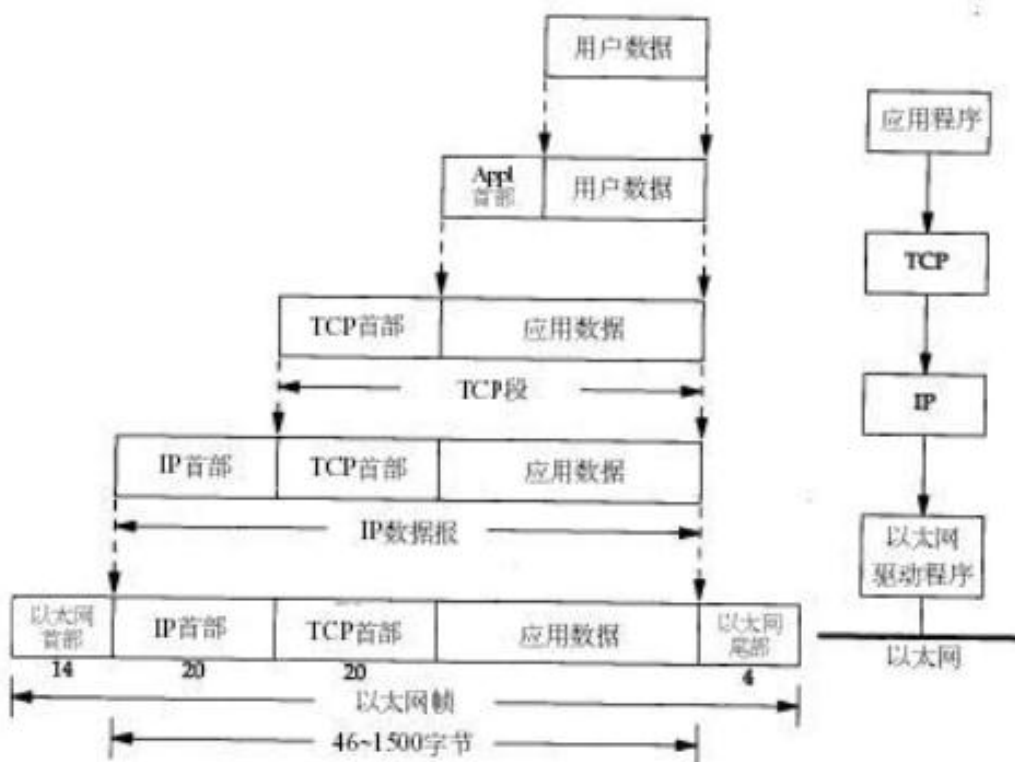 用户数据
应用程序
Appl
首部
用户数据
TCP
TCP首部
应用数据
TCP段
IP
IP首部
TCP首部
应用数据
IP数据报
以太网
驱动程序
以太网
首部
IP首部
TCP首部
应用数据
以太网
尾部
以太网
14
20
20
4
以太网帧
46~1500字节